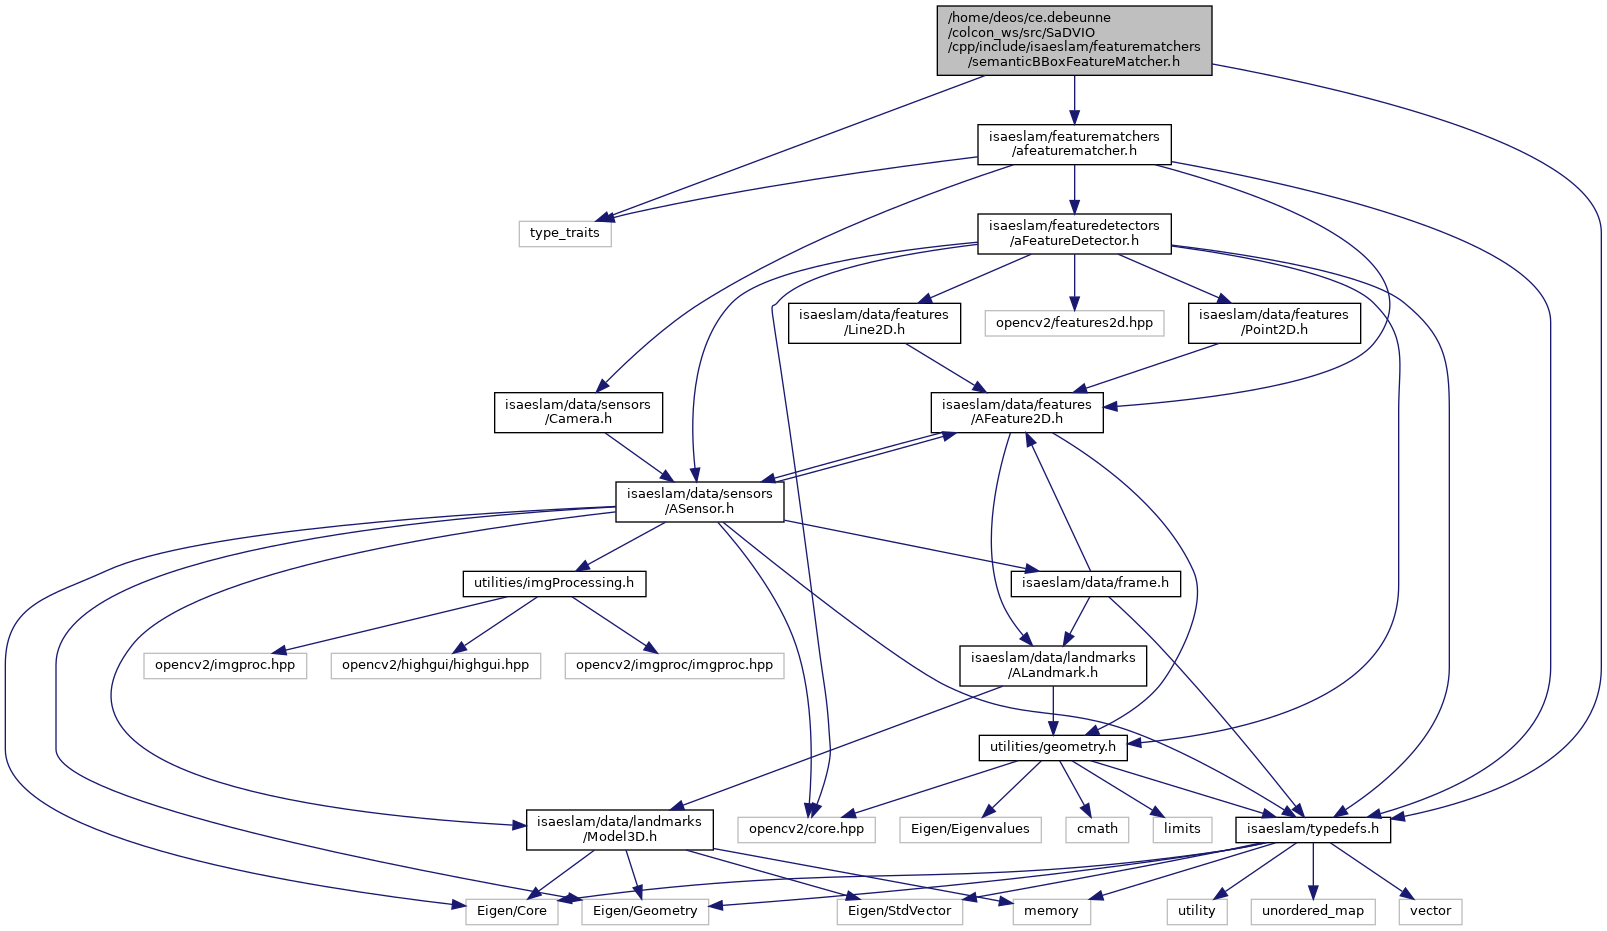 /home/deos/ce.debeunne
/colcon_ws/src/SaDVIO
/cpp/include/isaeslam/featurematchers
/semanticBBoxFeatureMatcher.h
isaeslam/featurematchers
/afeaturematcher.h
type_traits
isaeslam/featuredetectors
/aFeatureDetector.h
isaeslam/data/features
/Line2D.h
opencv2/features2d.hpp
isaeslam/data/features
/Point2D.h
isaeslam/data/sensors
/Camera.h
isaeslam/data/features
/AFeature2D.h
isaeslam/data/sensors
/ASensor.h
utilities/imgProcessing.h
isaeslam/data/frame.h
opencv2/imgproc.hpp
opencv2/highgui/highgui.hpp
opencv2/imgproc/imgproc.hpp
isaeslam/data/landmarks
/ALandmark.h
utilities/geometry.h
isaeslam/data/landmarks
/Model3D.h
opencv2/core.hpp
Eigen/Eigenvalues
cmath
limits
isaeslam/typedefs.h
Eigen/Core
Eigen/Geometry
Eigen/StdVector
memory
utility
unordered_map
vector